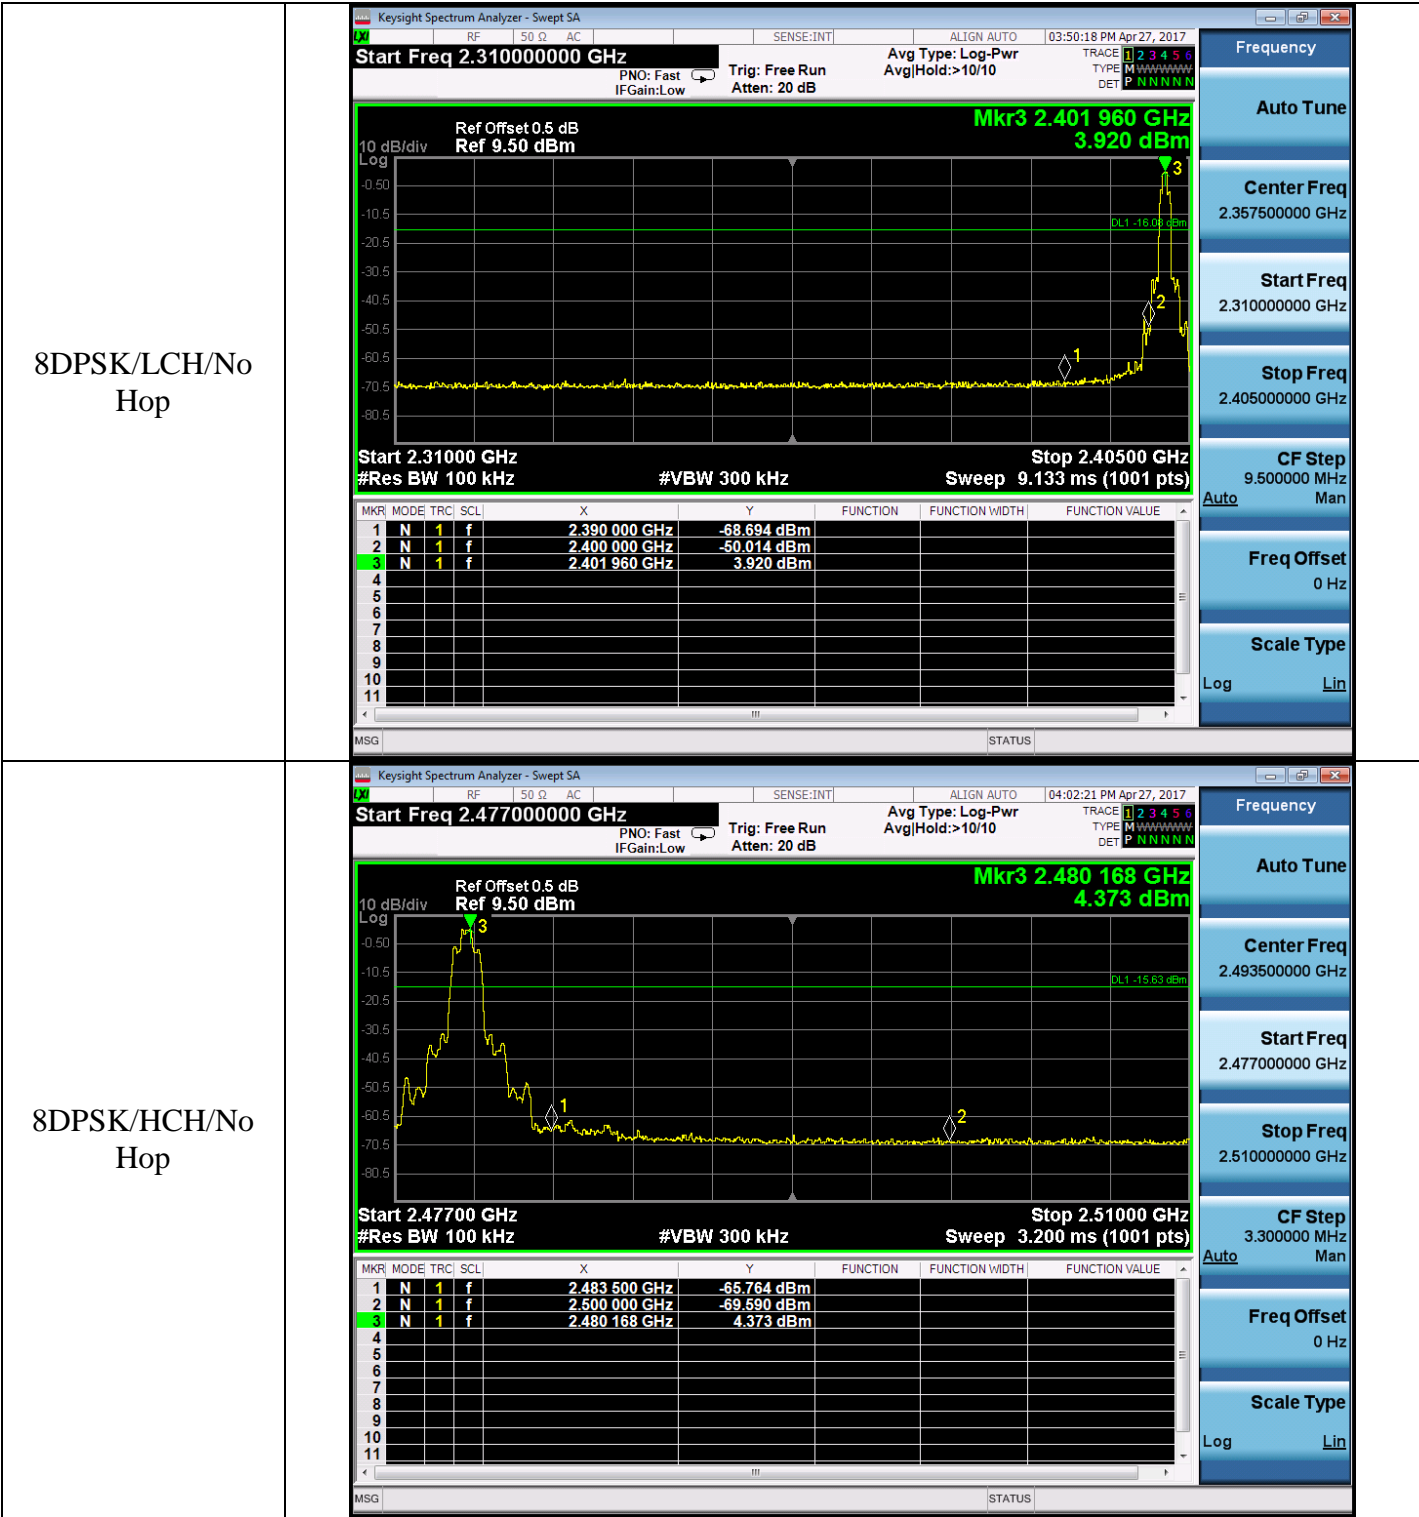 8DPSK/LCH/No
Hop
Keysight Spectrum Analyzer - Swept SA
LXI RF 50 Ω AC SENSE:INT ALIGN AUTO 03:50:18 PM Apr 27, 2017
Start Freq 2.310000000 GHz
PNO: Fast
IFGain:Low
Trig: Free Run
Atten: 20 dB
Avg Type: Log-Pwr
Avg|Hold:>10/10
TRACE 1 2 3 4 5 6
TYPE M WWWWW
DET P N N N N N
Mkr3 2.401 960 GHz
3.920 dBm
Ref Offset 0.5 dB
10 dB/div Ref 9.50 dBm
Log
-0.50
-10.5
-20.5
-30.5
-40.5
-50.5
-60.5
-70.5
-80.5
DL1 -16.08 dBm
3
2
1
Start 2.31000 GHz Stop 2.40500 GHz
#Res BW 100 kHz #VBW 300 kHz Sweep 9.133 ms (1001 pts)
MKR MODE TRC SCL X Y FUNCTION FUNCTION WIDTH FUNCTION VALUE
1 N 1 f 2.390 000 GHz -68.694 dBm
2 N 1 f 2.400 000 GHz -50.014 dBm
3 N 1 f 2.401 960 GHz 3.920 dBm
4
5
6
7
8
9
10
11
MSG STATUS
Frequency
Auto Tune
Center Freq
2.357500000 GHz
Start Freq
2.310000000 GHz
Stop Freq
2.405000000 GHz
CF Step
9.500000 MHz
Auto Man
Freq Offset
0 Hz
Scale Type
Log Lin
8DPSK/HCH/No
Hop
Keysight Spectrum Analyzer - Swept SA
LXI RF 50 Ω AC SENSE:INT ALIGN AUTO 04:02:21 PM Apr 27, 2017
Start Freq 2.477000000 GHz
PNO: Fast
IFGain:Low
Trig: Free Run
Atten: 20 dB
Avg Type: Log-Pwr
Avg|Hold:>10/10
TRACE 1 2 3 4 5 6
TYPE M WWWWW
DET P N N N N N
Mkr3 2.480 168 GHz
4.373 dBm
Ref Offset 0.5 dB
10 dB/div Ref 9.50 dBm
Log
-0.50
-10.5
-20.5
-30.5
-40.5
-50.5
-60.5
-70.5
-80.5
DL1 -15.63 dBm
3
1
2
Start 2.47700 GHz Stop 2.51000 GHz
#Res BW 100 kHz #VBW 300 kHz Sweep 3.200 ms (1001 pts)
MKR MODE TRC SCL X Y FUNCTION FUNCTION WIDTH FUNCTION VALUE
1 N 1 f 2.483 500 GHz -65.764 dBm
2 N 1 f 2.500 000 GHz -69.590 dBm
3 N 1 f 2.480 168 GHz 4.373 dBm
4
5
6
7
8
9
10
11
MSG STATUS
Frequency
Auto Tune
Center Freq
2.493500000 GHz
Start Freq
2.477000000 GHz
Stop Freq
2.510000000 GHz
CF Step
3.300000 MHz
Auto Man
Freq Offset
0 Hz
Scale Type
Log Lin